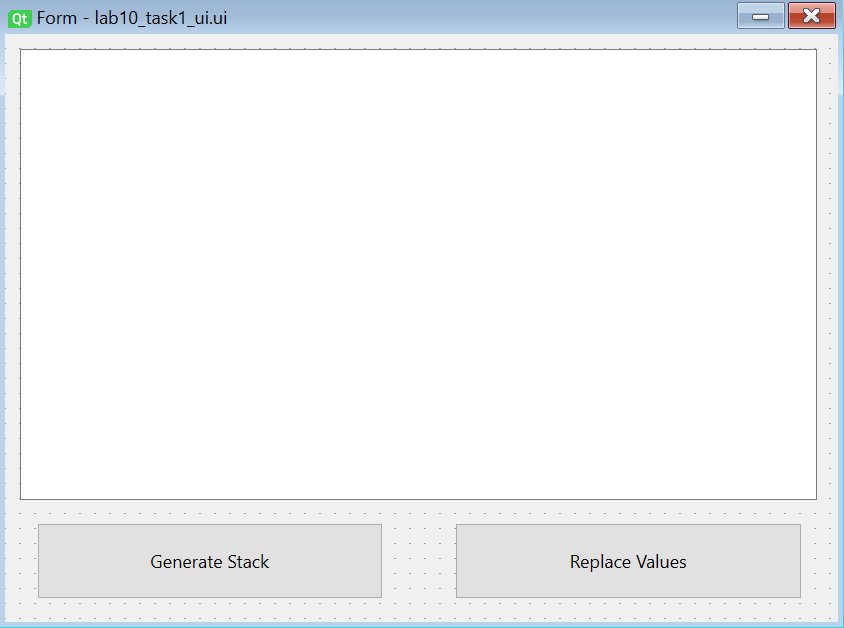 Qt Form - lab10_task1_ui.ui
Generate Stack
Replace Values